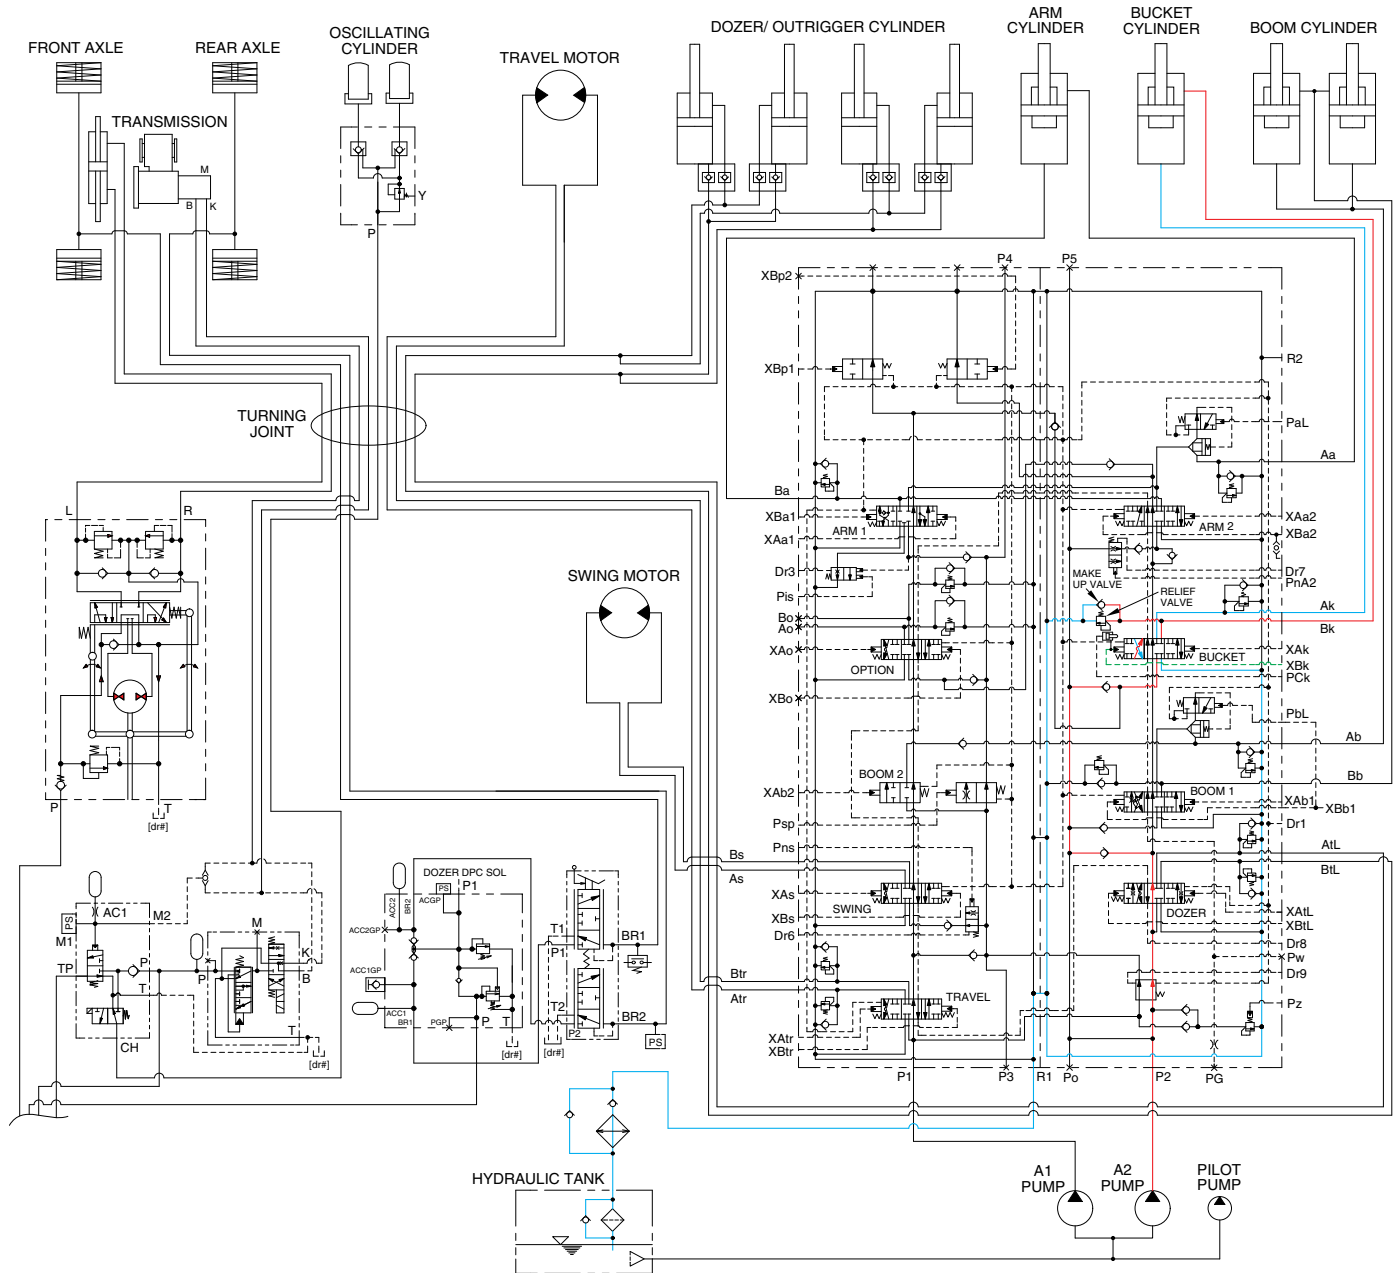 FRONT AXLE
REAR AXLE
OSCILLATING
CYLINDER
TRAVEL MOTOR
DOZER/ OUTRIGGER CYLINDER
ARM
CYLINDER
BUCKET
CYLINDER
BOOM CYLINDER
TRANSMISSION
M
B
K
Y
P
TURNING
JOINT
P4
P5
XBp2
XBp1
R2
PaL
Aa
Ba
XBa1
ARM 1
XAa1
ARM 2
XAa2
XBa2
Dr3
Pis
Dr7
PnA2
MAKE
UP VALVE
RELIEF
VALVE
Bo
Ao
Ak
Bk
XAo
OPTION
BUCKET
XAk
XBk
PCk
XBo
PbL
Ab
Bb
BOOM 2
XAb2
BOOM 1
XAb1
XBb1
Psp
Dr1
Pns
AtL
BtL
Bs
As
XAs
SWING
XBs
Dr6
DOZER
XAtL
XBtL
Dr8
Pw
Dr9
Btr
Atr
TRAVEL
Pz
XAtr
XBtr
P1
P3
R1
Po
P2
PG
SWING MOTOR
L
R
P
T
[dr#]
AC1
PS
M1
M2
TP
P
T
CH
M
P
K
B
T
[dr#]
DOZER DPC SOL
PS
P1
ACGP
ACC2
BR2
ACC2GP
ACC1GP
ACC1
BR1
PGP
P
T
[dr#]
T1
P1
BR1
T2
P2
BR2
[dr#]
PS
HYDRAULIC TANK
A1
PUMP
A2
PUMP
PILOT
PUMP